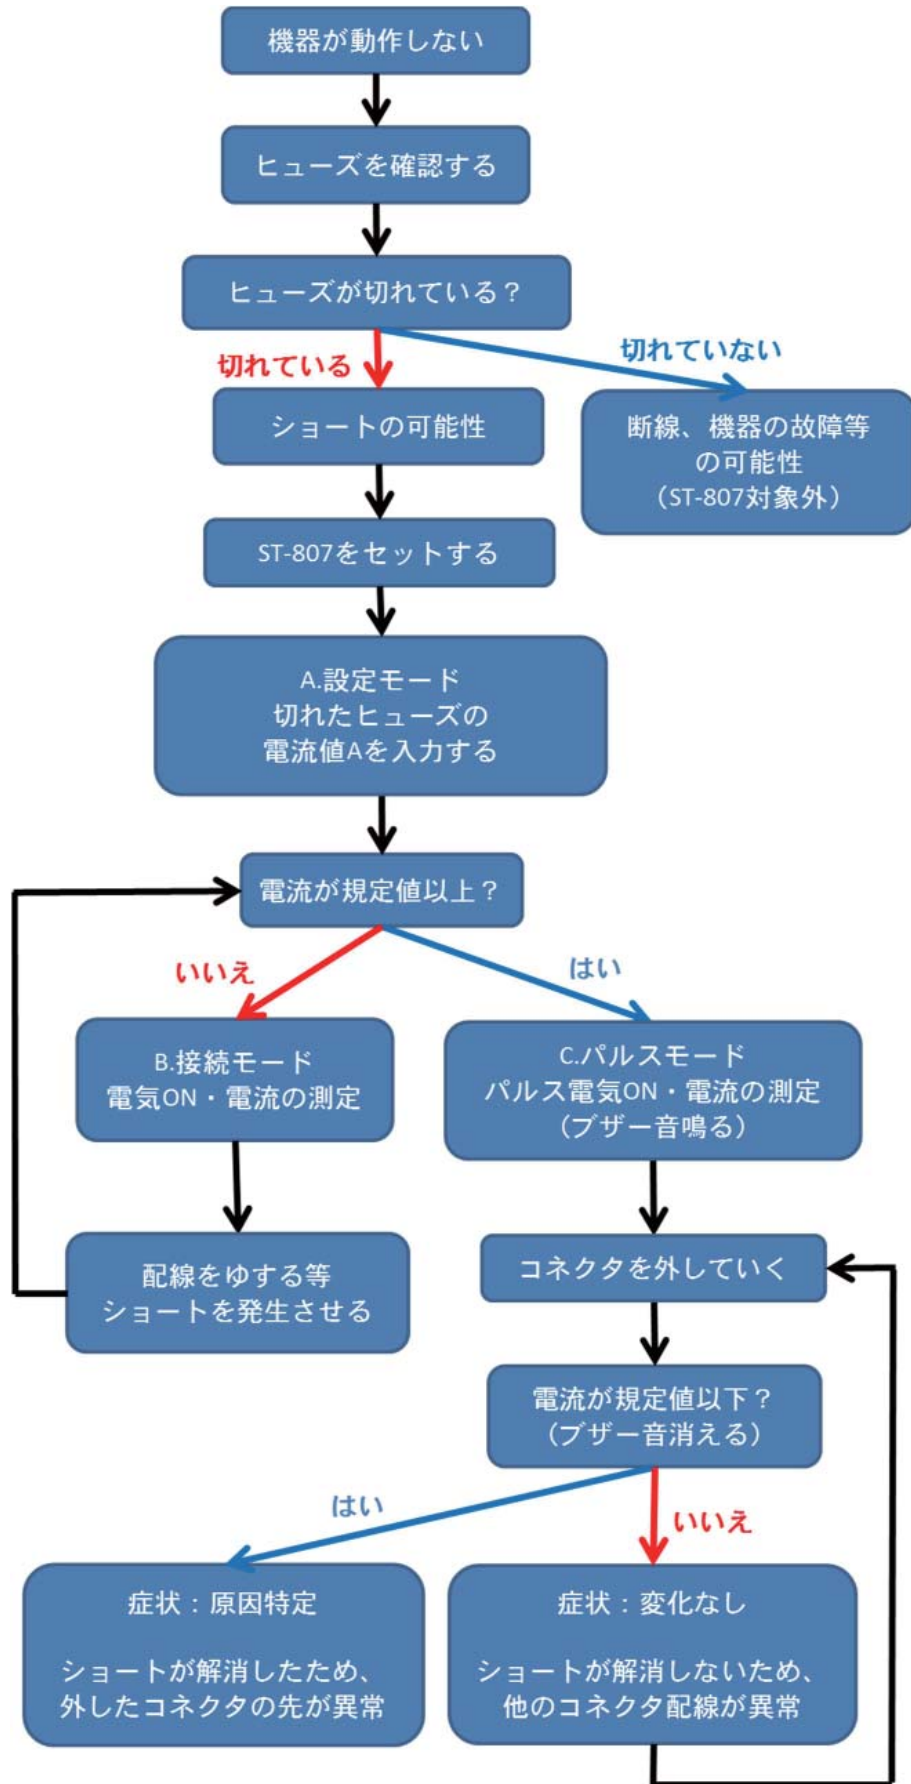 機器が動作しない
ヒューズを確認する
ヒューズが切れている？
切れている
切れていない
ショートの可能性
断線、機器の故障等
の可能性
（ST-807対象外）
ST-807をセットする
A.設定モード
切れたヒューズの
電流値Aを入力する
電流が規定値以上？
いいえ
はい
B.接続モード
電気ON・電流の測定
C.パルスモード
パルス電気ON・電流の測定
（ブザー音鳴る）
配線をゆする等
ショートを発生させる
コネクタを外していく
電流が規定値以下？
（ブザー音消える）
はい
いいえ
症状：原因特定
ショートが解消したため、
外したコネクタの先が異常
症状：変化なし
ショートが解消しないため、
他のコネクタ配線が異常